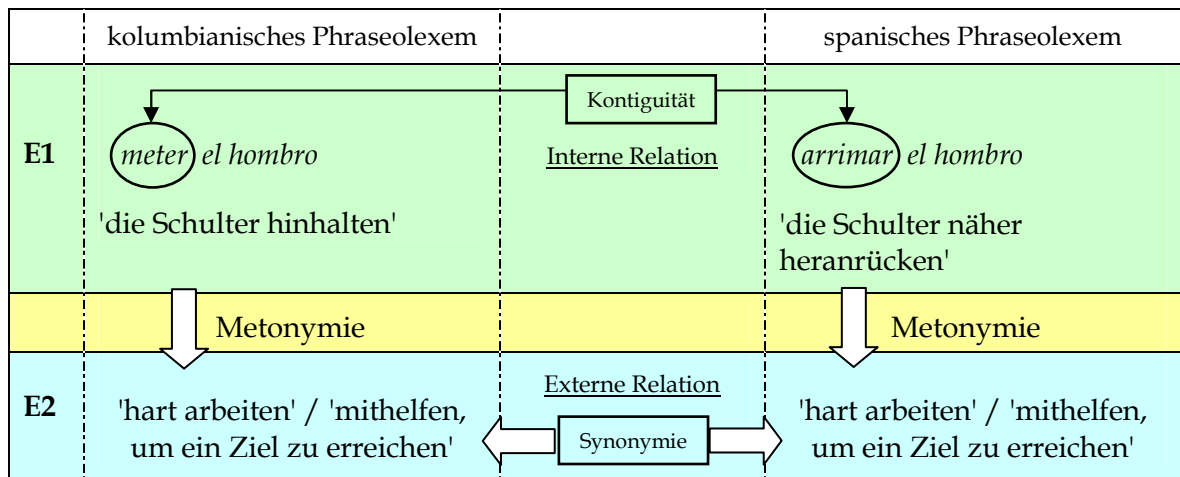 kolumbianisches Phraseolexem
spanisches Phraseolexem
Kontiguität
E1
meter el hombro
Interne Relation
arrimar el hombro
'die Schulter hinhalten'
'die Schulter näher
heranrücken'
Metonymie
Metonymie
Externe Relation
E2
'hart arbeiten' / 'mithelfen,
um ein Ziel zu erreichen'
Synonymie
'hart arbeiten' / 'mithelfen,
um ein Ziel zu erreichen'